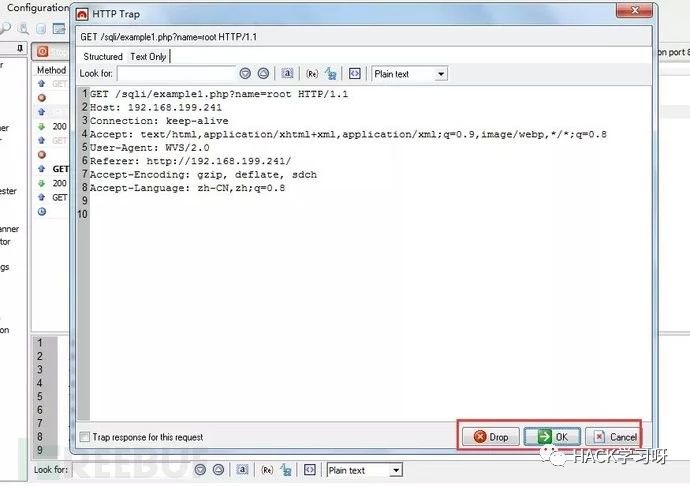 Configuration
HTTP Trap
GET /sqli/example1.php?name=root HTTP/1.1
Structured Text Only
Look for: Plain text
on port 8
Method
GET
200
GET
GET
200
GET
1 GET /sqli/example1.php?name=root HTTP/1.1
2 Host: 192.168.199.241
3 Connection: keep-alive
4 Accept: text/html,application/xhtml+xml,application/xml;q=0.9,image/webp,*/*;q=0.8
5 User-Agent: WVS/2.0
6 Referer: http://192.168.199.241/
7 Accept-Encoding: gzip, deflate, sdch
8 Accept-Language: zh-CN,zh;q=0.8
9
10
1
2
3
4
5
6
7
8
9
Trap response for this request Drop OK Cancel
REEBUF
HACK学习呀
Look for: Plain text